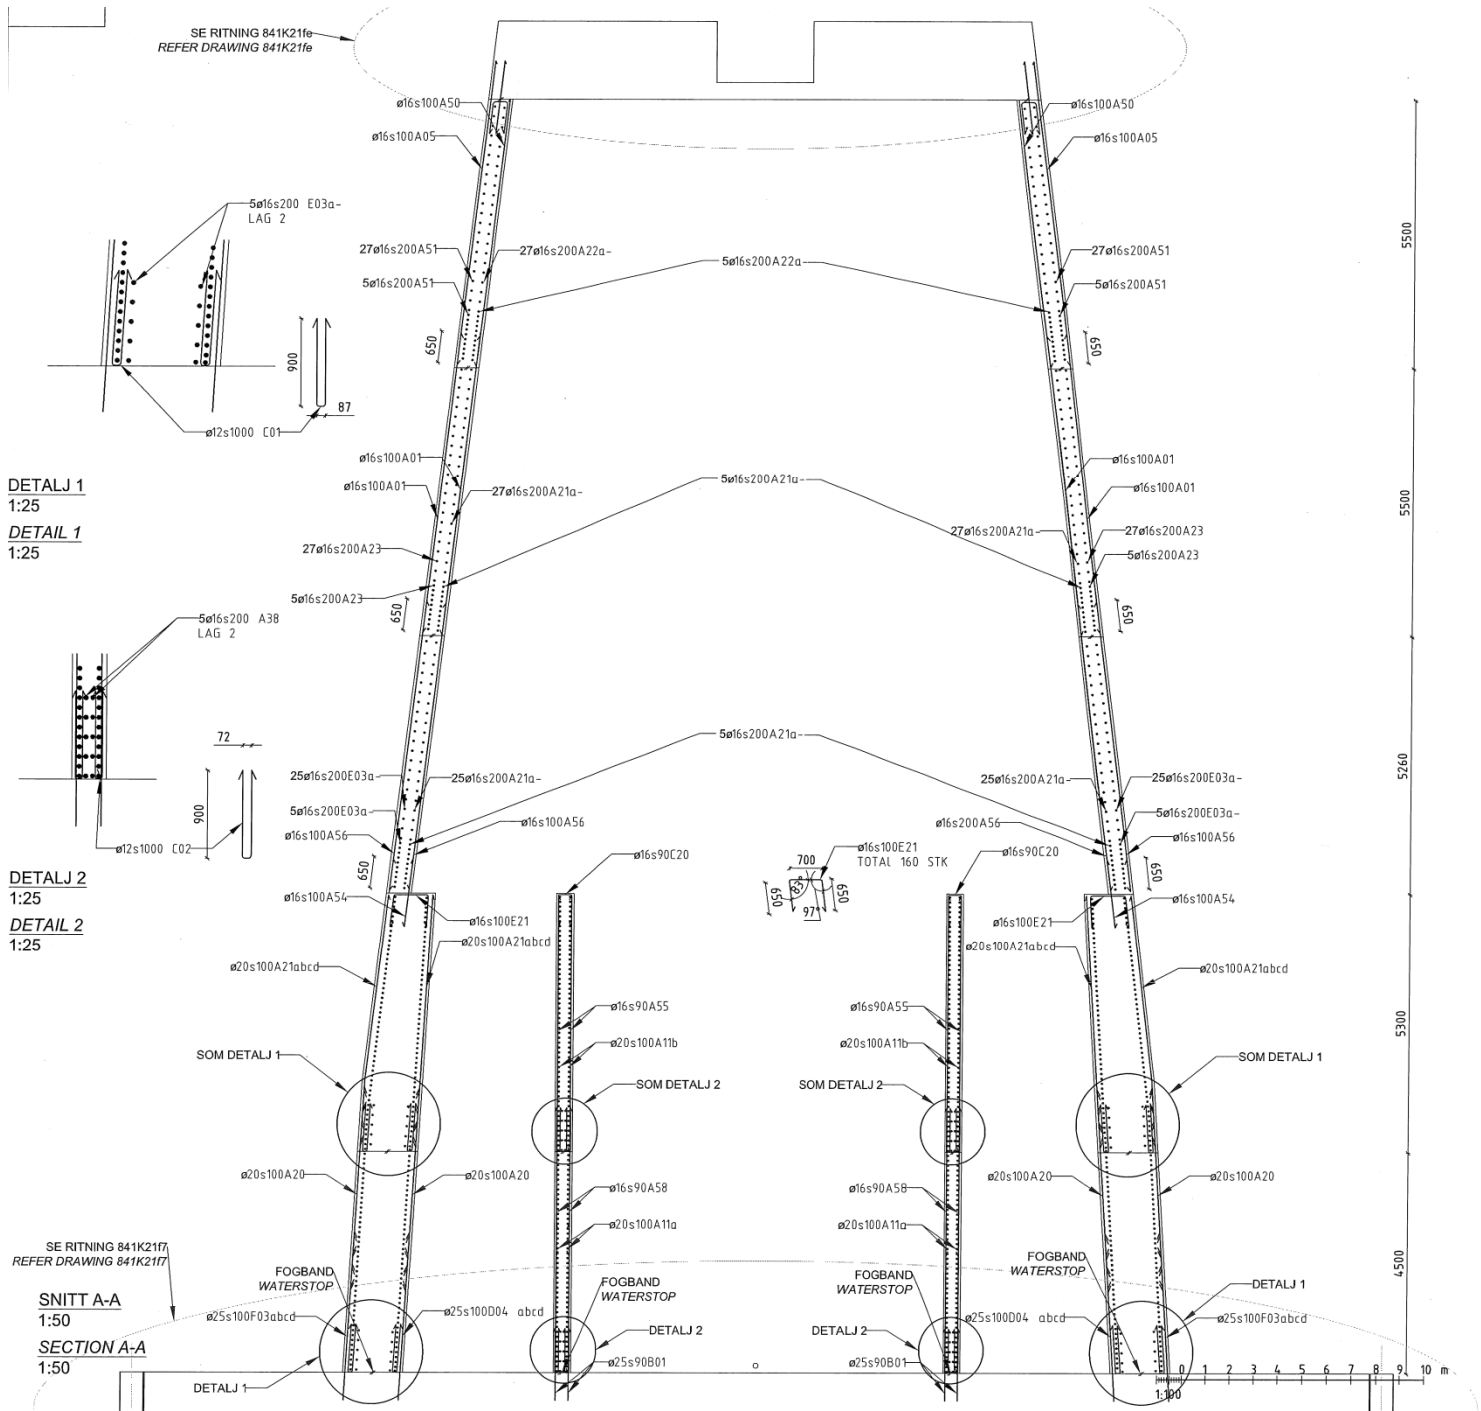 SE RITNING 841K21fe
REFER DRAWING 841K21fe
ø16s100A50
ø16s100A05
ø16s100A50
ø16s100A05
5500
5ø16s200 E03a-
LAG 2
27ø16s200A51
27ø16s200A22a-
5ø16s200A22a
27ø16s200A51
5ø16s200A51
5ø16s200A51
650
650
900
87
ø12s1000 C01
DETALJ 1
1:25
DETAIL 1
1:25
ø16s100A01
ø16s100A01
27ø16s200A21a-
5ø16s200A21a-
ø16s100A01
ø16s100A01
5500
27ø16s200A23
27ø16s200A21a-
27ø16s200A23
5ø16s200A23
5ø16s200A23
650
650
5ø16s200 A38
LAG 2
72
900
ø12s1000 C02
DETALJ 2
1:25
DETAIL 2
1:25
5ø16s200A21a-
5260
25ø16s200E03a-
25ø16s200A21a-
25ø16s200A21a-
25ø16s200E03a-
5ø16s200E03a
5ø16s200E03a-
ø16s100A56
ø16s100A56
ø16s200A56
ø16s100A56
650
650
ø16s90C20
700
ø16s100E21
TOTAL 160 STK
650
83°
650
97°
ø16s90C20
ø16s100A54
ø16s100E21
ø16s100E21
ø16s100A54
ø20s100A21abcd
ø20s100A21abcd
ø20s100A21abcd
ø20s100A21abcd
5300
ø16s90A55
ø16s90A55
ø20s100A11b
ø20s100A11b
SOM DETALJ 1
SOM DETALJ 2
SOM DETALJ 2
SOM DETALJ 1
ø20s100A20
ø20s100A20
ø20s100A20
ø20s100A20
ø16s90A58
ø16s90A58
ø20s100A11a
ø20s100A11a
4500
SE RITNING 841K21f7
REFER DRAWING 841K21f7
SNITT A-A
1:50
SECTION A-A
1:50
FOGBAND
WATERSTOP
FOGBAND
WATERSTOP
FOGBAND
WATERSTOP
FOGBAND
WATERSTOP
DETALJ 1
ø25s100F03abcd
ø25s100D04 abcd
ø25s100D04 abcd
ø25s100F03abcd
DETALJ 2
DETALJ 2
ø25s90B01
ø25s90B01
DETALJ 1
0 1 2 3 4 5 6 7 8 9 10 m
1:100